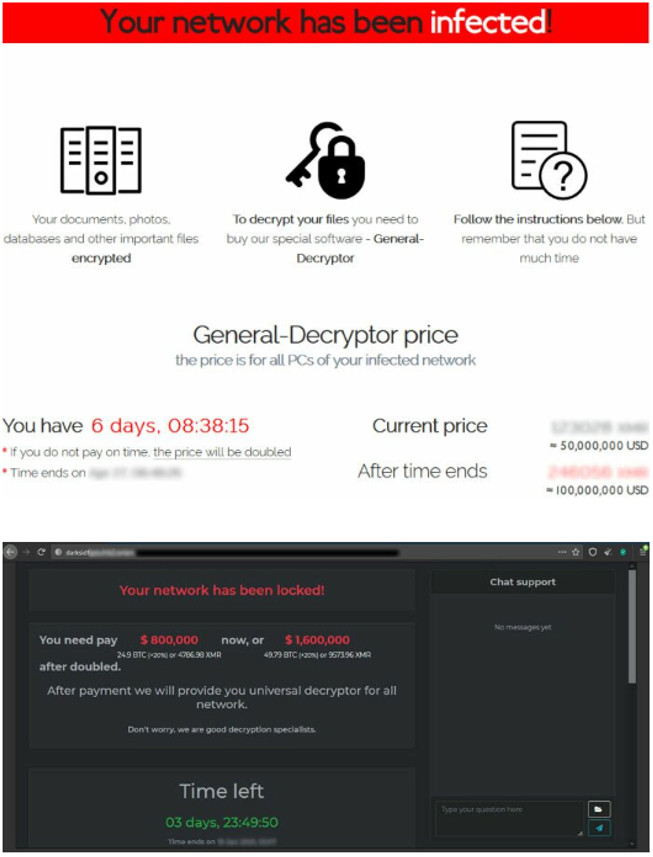 Your network has been infected!
Your documents, photos,
databases and other important files
encrypted
To decrypt your files you need to
buy our special software - General-
Decryptor
Follow the instructions below. But
remember that you do not have
much time
General-Decryptor price
the price is for all PCs of your infected network
You have 6 days, 08:38:15
* If you do not pay on time, the price will be doubled
* Time ends on
Current price
≈ 50,000,000 USD
After time ends
≈ 100,000,000 USD
Your network has been locked!
You need pay $ 800,000 now, or $ 1,600,000
24.9 BTC (+20%) or 4786.98 XMR 49.79 BTC (+20%) or 9573.96 XMR
after doubled.
After payment we will provide you universal decryptor for all
network.
Don't worry, we are good decryption specialists.
Time left
03 days, 23:49:50
Time ends on
Chat support
No messages yet
Type your question here